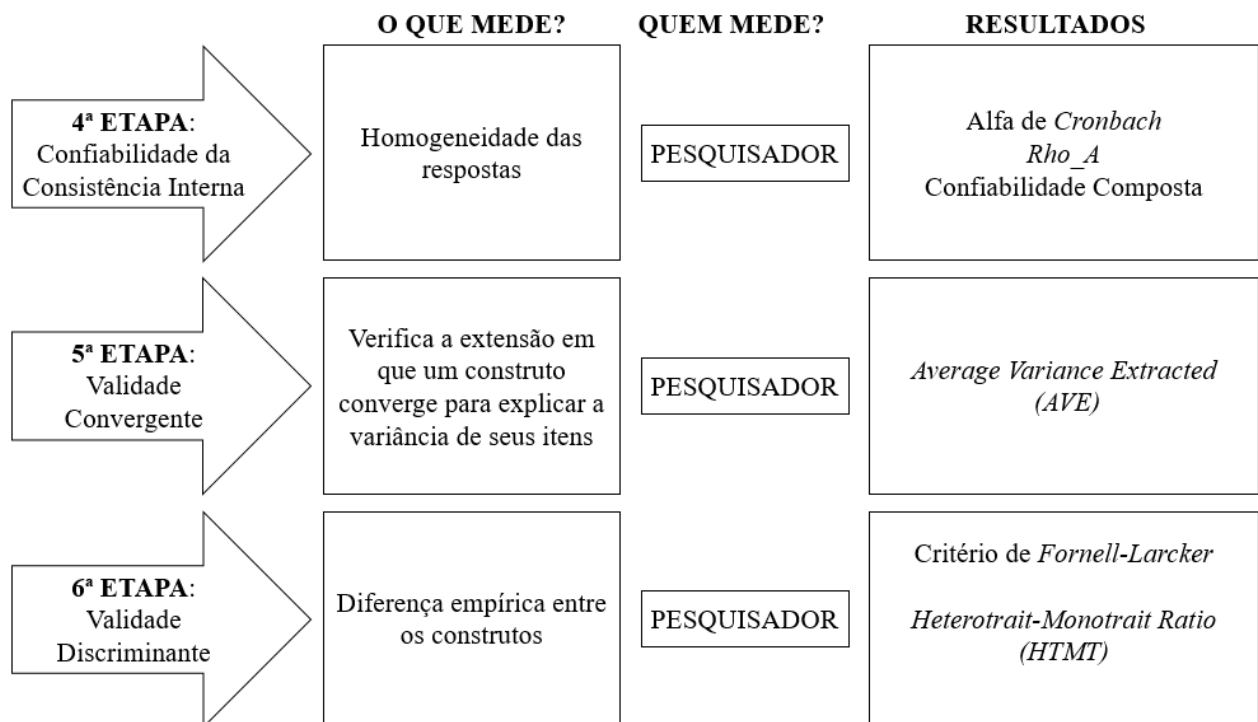 O QUE MEDE?
QUEM MEDE?
RESULTADOS
4ª ETAPA:
Confiabilidade da
Consistência Interna
Homogeneidade das
respostas
PESQUISADOR
Alfa de Cronbach
Rho_A
Confiabilidade Composta
5ª ETAPA:
Validade
Convergente
Verifica a extensão em
que um construto
converge para explicar a
variância de seus itens
PESQUISADOR
Average Variance Extracted
(AVE)
6ª ETAPA:
Validade
Discriminante
Diferença empírica entre
os construtos
PESQUISADOR
Critério de Fornell-Larcker
Heterotrait-Monotrait Ratio
(HTMT)